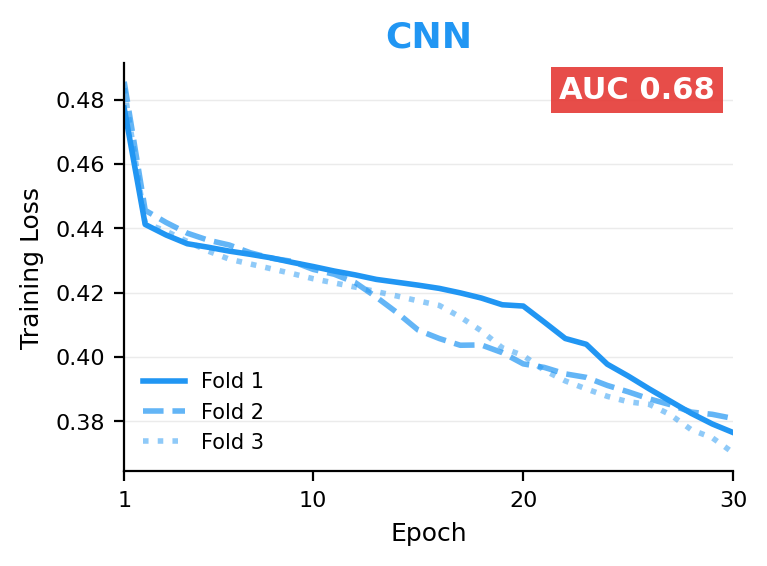 CNN
AUC 0.68
Training Loss
0.48
0.46
0.44
0.42
0.40
0.38
Fold 1
Fold 2
Fold 3
1 10 20 30
Epoch